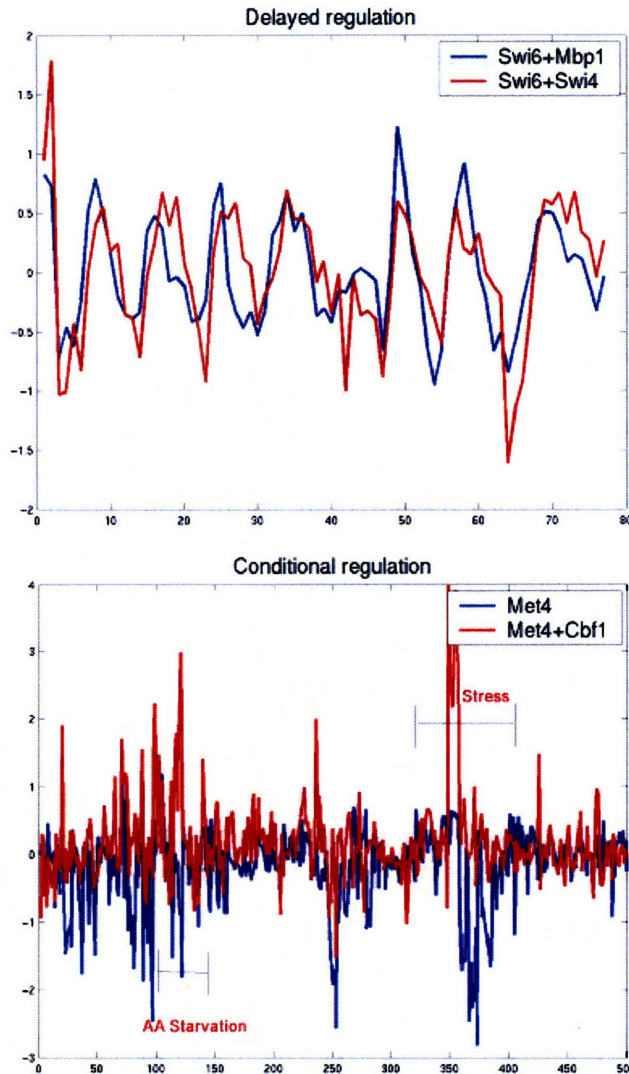 Delayed regulation
Swi6+Mbp1
Swi6+Swi4
2
1.5
1
0.5
0
−0.5
−1
−1.5
−2
0 10 20 30 40 50 60 70 80
Conditional regulation
Met4
Met4+Cbf1
Stress
AA Starvation
4
3
2
1
0
−1
−2
−3
0 50 100 150 200 250 300 350 400 450 500